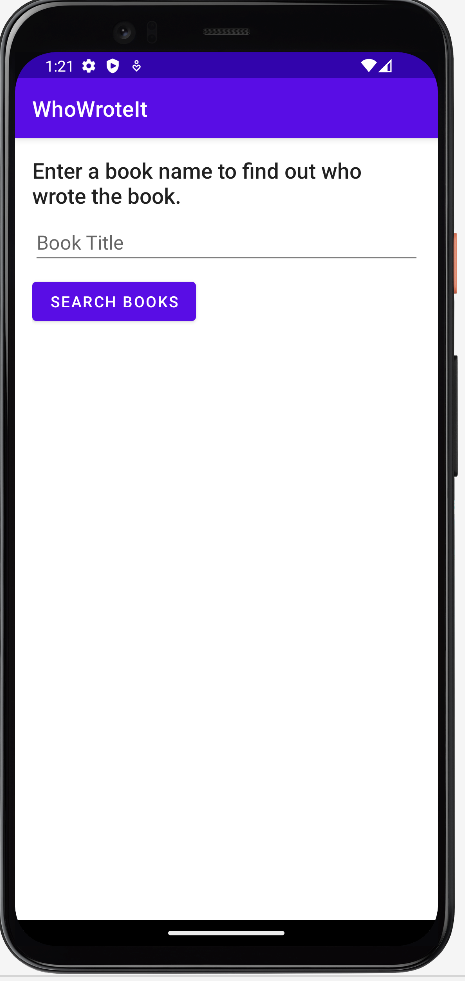 1:21
WhoWroteIt
Enter a book name to find out who
wrote the book.
Book Title
SEARCH BOOKS